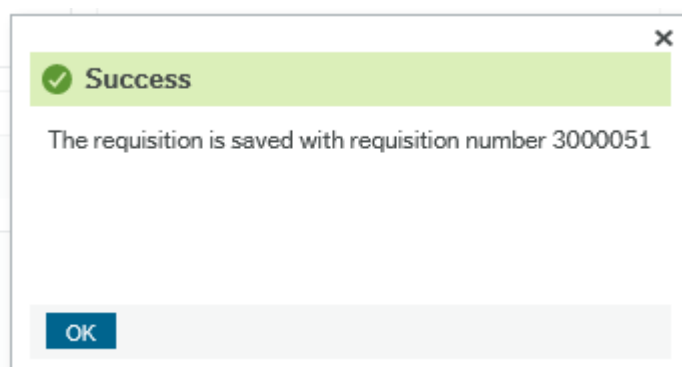 Success
The requisition is saved with requisition number 3000051
OK